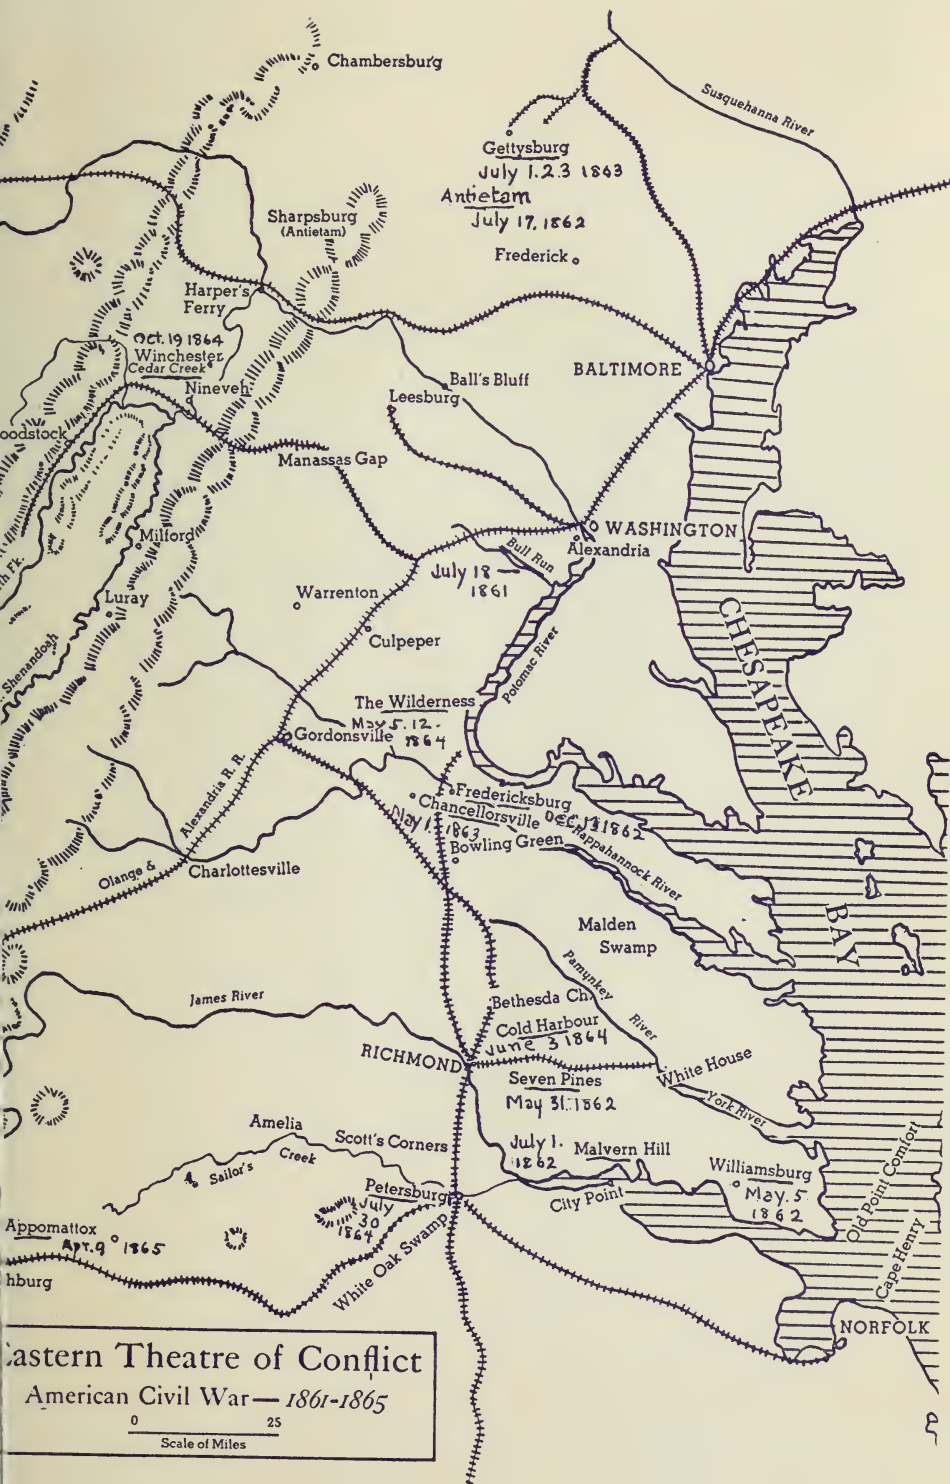 Chambersburg
Susquehanna River
Gettysburg
July 1.2.3 1863
Antietam
July 17, 1862
Sharpsburg
(Antietam)
Frederick
Harper's
Ferry
Oct. 19 1864
Winchester
Cedar Creek
BALTIMORE
Ball's Bluff
Nineveh
Leesburg
oodstock
Manassas Gap
WASHINGTON
Alexandria
Milford
Bull Run
July 18
1861
th Fk.
Warrenton
Luray
CHESAPEAKE
BAY
Culpeper
Shenandoah
Potomac River
The Wilderness
May 5.12.
1864
Gordonsville
Alexandria R. R.
Olange &
Fredericksburg
Dec. 13 1862
Chancellorsville
May 1. 1863
Bowling Green
Rappahannock River
Charlottesville
Malden
Swamp
Pamunkey
River
James River
Bethesda Ch.
Cold Harbour
June 3 1864
RICHMOND
White House
Seven Pines
May 31. 1862
York River
Amelia
Scott's Corners
Sailor's Creek
July 1.
1862
Malvern Hill
Williamsburg
May. 5
1862
Old Point Comfort
Petersburg
July
30
1864
City Point
Appomattox
Apr. 9 1865
White Oak Swamp
Cape Henry
hburg
NORFOLK
Eastern Theatre of Conflict
American Civil War—1861-1865
0 25
Scale of Miles